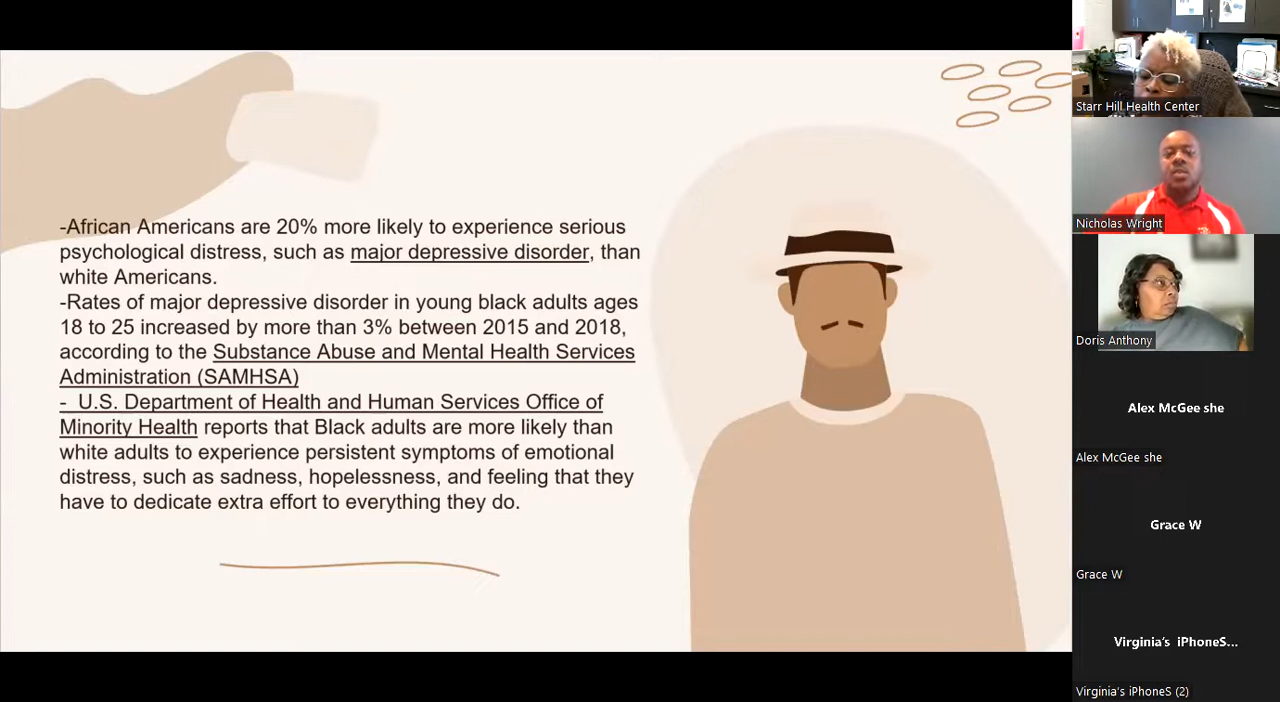 -African Americans are 20% more likely to experience serious
psychological distress, such as major depressive disorder, than
white Americans.
-Rates of major depressive disorder in young black adults ages
18 to 25 increased by more than 3% between 2015 and 2018,
according to the Substance Abuse and Mental Health Services
Administration (SAMHSA)
-  U.S. Department of Health and Human Services Office of
Minority Health reports that Black adults are more likely than
white adults to experience persistent symptoms of emotional
distress, such as sadness, hopelessness, and feeling that they
have to dedicate extra effort to everything they do.
Starr Hill Health Center
Nicholas Wright
Doris Anthony
Alex McGee she
Alex McGee she
Grace W
Grace W
Virginia's iPhoneS...
Virginia's iPhoneS (2)